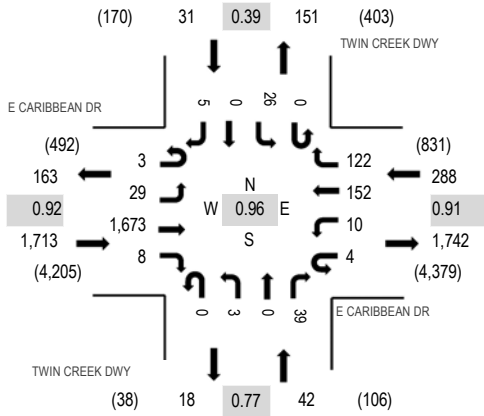 (170) 31 0.39 151 (403)
TWIN CREEK DWY
5 0 26 0
E CARIBBEAN DR
(492) (831)
163 3 122 288
0.92 29 N 152 0.91
W 0.96 E
1,713 1,673 S 10 1,742
(4,205) 8 4 (4,379)
0 3 0 39
E CARIBBEAN DR
TWIN CREEK DWY
(38) 18 0.77 42 (106)